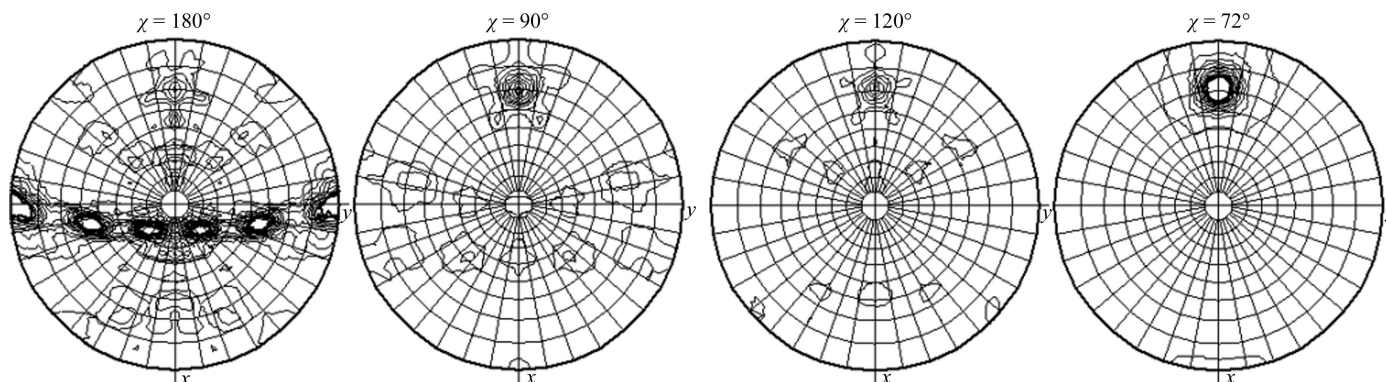 χ = 180°
χ = 90°
χ = 120°
χ = 72°
y
y
y
x
x
x
x